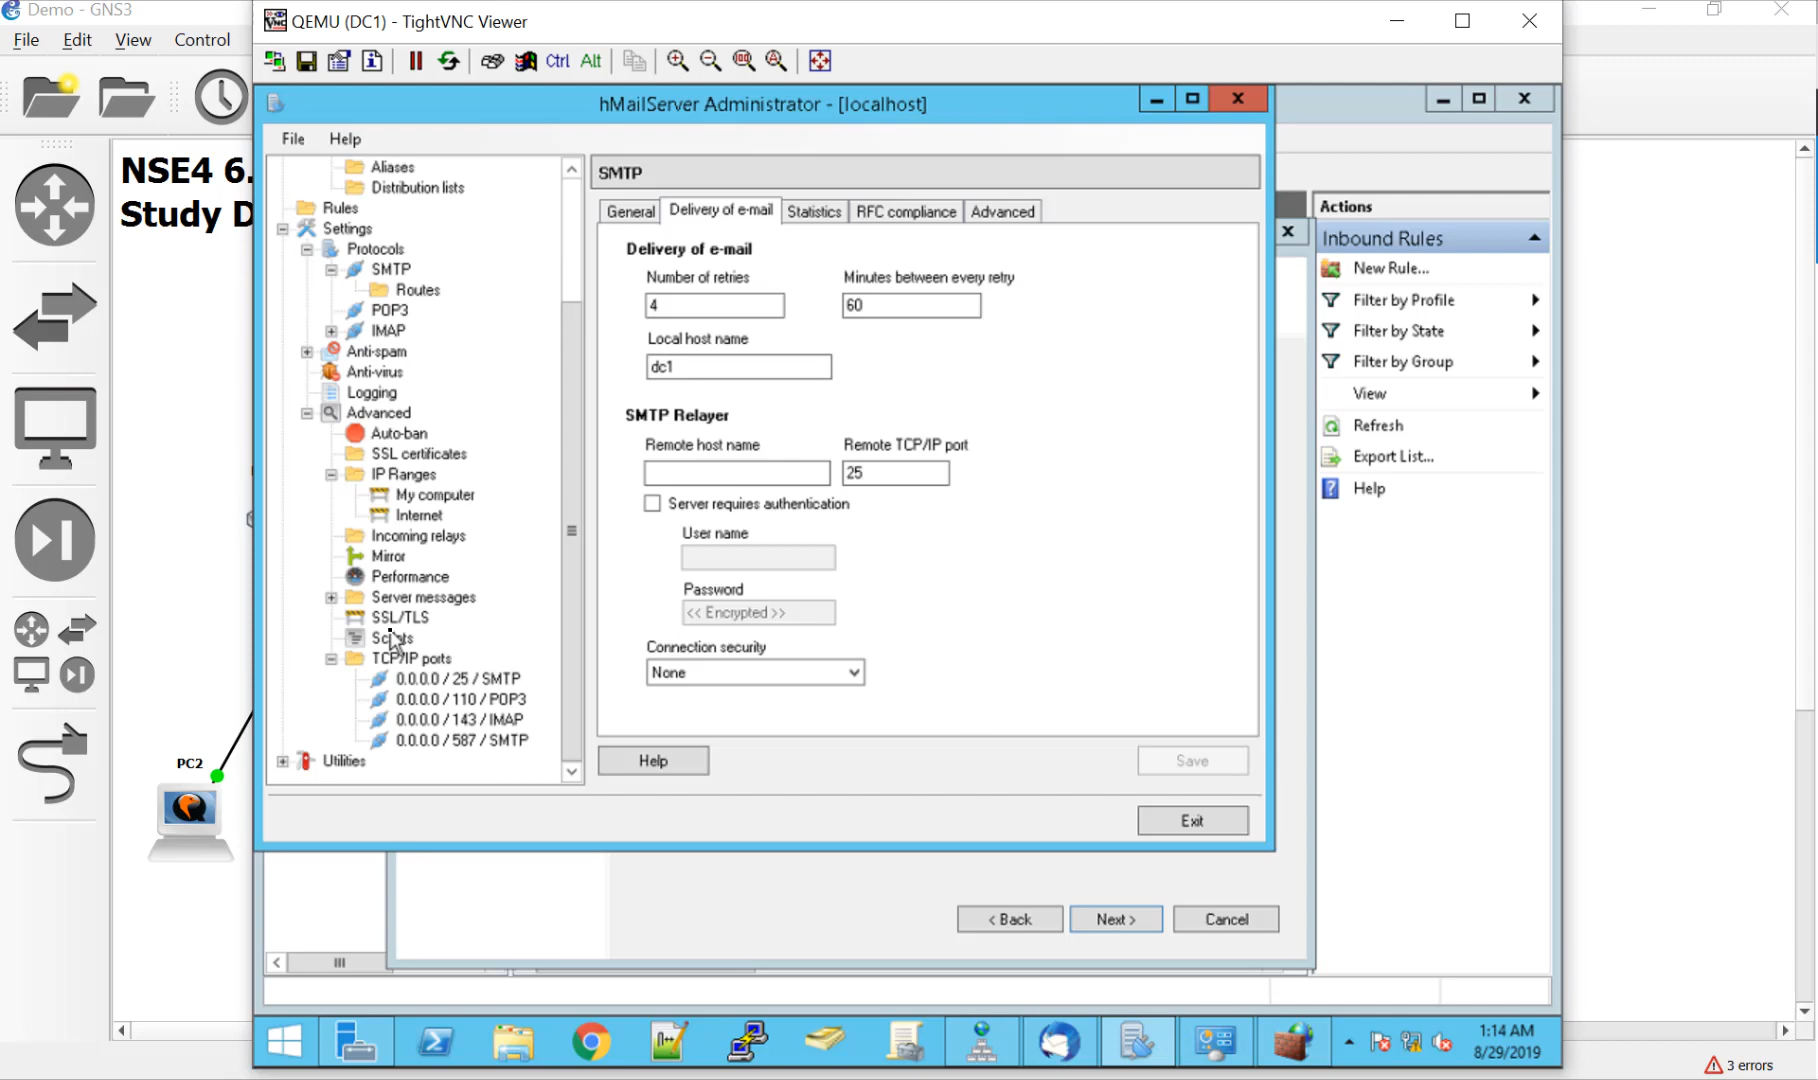 Demo - GNS3
File Edit View Control
NSE4 6.
Study D
PC2
3 errors
QEMU (DC1) - TightVNC Viewer
Ctrl Alt
hMailServer Administrator - [localhost]
File Help
Aliases
Distribution lists
Rules
Settings
Protocols
SMTP
Routes
POP3
IMAP
Anti-spam
Anti-virus
Logging
Advanced
Auto-ban
SSL certificates
IP Ranges
My computer
Internet
Incoming relays
Mirror
Performance
Server messages
SSL/TLS
Scripts
TCP/IP ports
0.0.0.0 / 25 / SMTP
0.0.0.0 / 110 / POP3
0.0.0.0 / 143 / IMAP
0.0.0.0 / 587 / SMTP
Utilities
SMTP
General Delivery of e-mail Statistics RFC compliance Advanced
Delivery of e-mail
Number of retries Minutes between every retry
4 60
Local host name
dc1
SMTP Relayer
Remote host name Remote TCP/IP port
25
Server requires authentication
User name
Password
<< Encrypted >>
Connection security
None
Help Save
Exit
Actions
Inbound Rules
New Rule...
Filter by Profile
Filter by State
Filter by Group
View
Refresh
Export List...
Help
< Back Next > Cancel
1:14 AM
8/29/2019